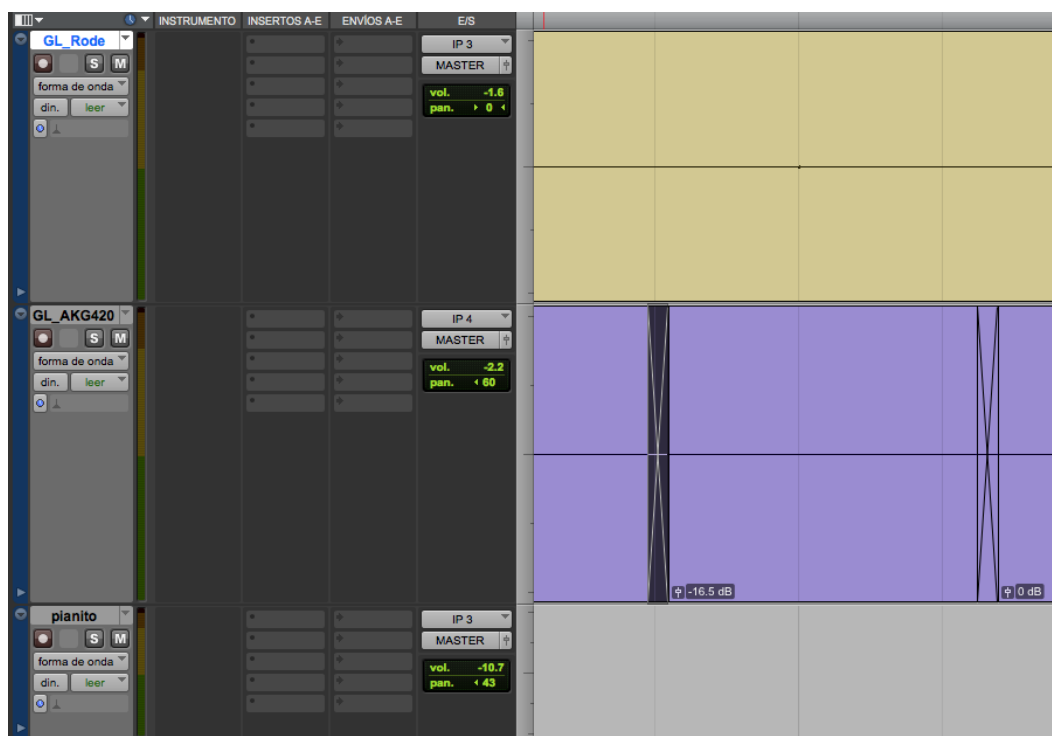 INSTRUMENTO INSERTOS A-E ENVÍOS A-E E/S
GL_Rode
S M
forma de onda
din. leer
IP 3
MASTER
vol. -1.6
pan. 0
GL_AKG420
S M
forma de onda
din. leer
IP 4
MASTER
vol. -2.2
pan. 60
-16.5 dB
0 dB
pianito
S M
forma de onda
din. leer
IP 3
MASTER
vol. -10.7
pan. 43